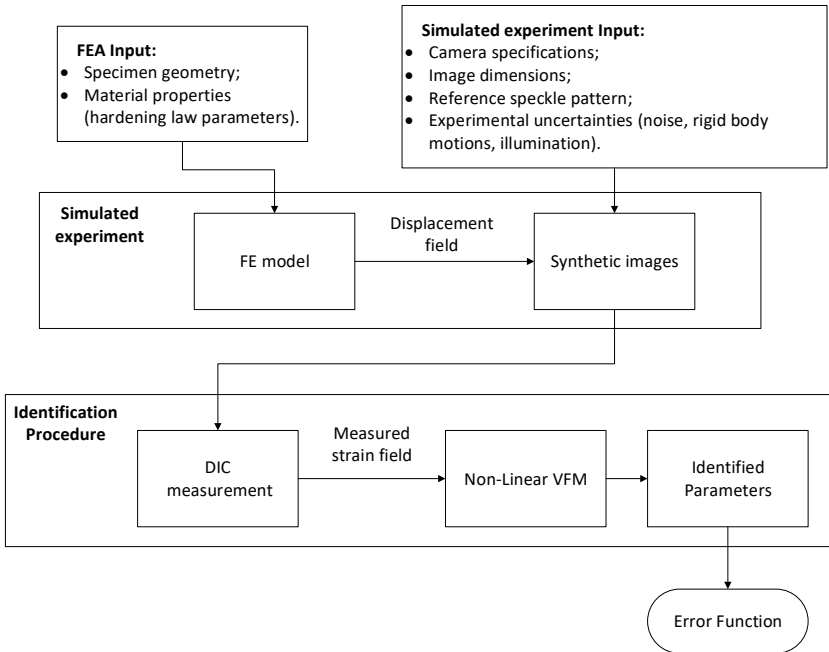 FEA Input:
• Specimen geometry;
• Material properties
(hardening law parameters).
Simulated experiment Input:
• Camera specifications;
• Image dimensions;
• Reference speckle pattern;
• Experimental uncertainties (noise, rigid body
motions, illumination).
Simulated
experiment
FE model
Displacement
field
Synthetic images
Identification
Procedure
DIC
measurement
Measured
strain field
Non-Linear VFM
Identified
Parameters
Error Function